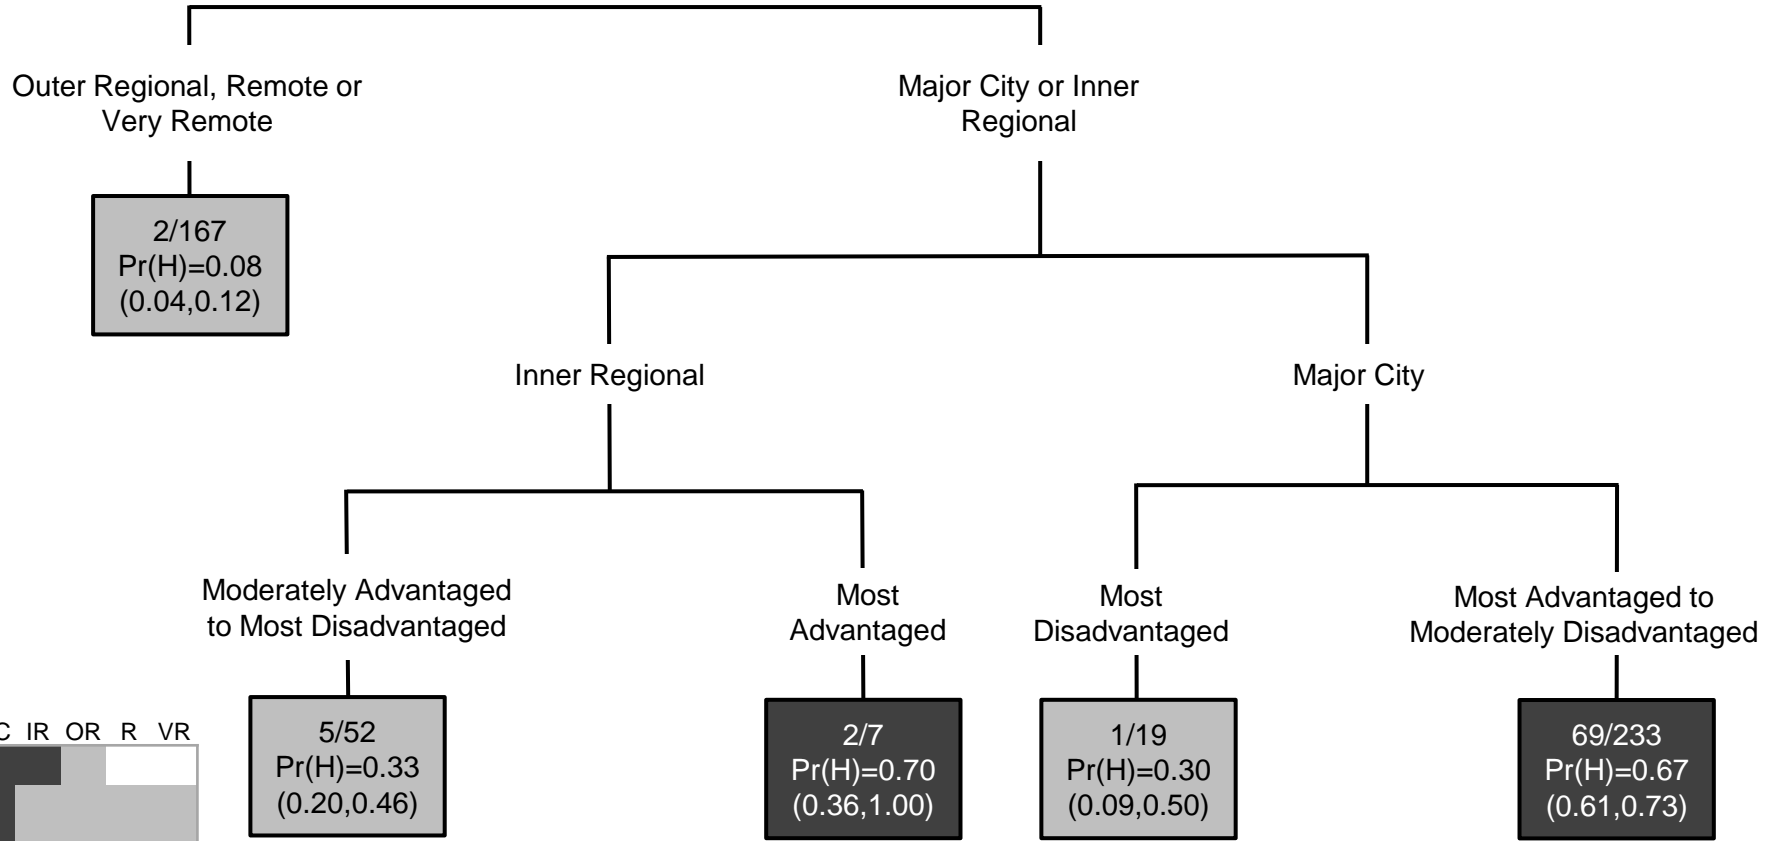 Outer Regional, Remote or
Very Remote
Major City or Inner
Regional
2/167
Pr(H)=0.08
(0.04,0.12)
Inner Regional
Major City
Moderately Advantaged
to Most Disadvantaged
Most
Advantaged
Most
Disadvantaged
Most Advantaged to
Moderately Disadvantaged
5/52
Pr(H)=0.33
(0.20,0.46)
2/7
Pr(H)=0.70
(0.36,1.00)
1/19
Pr(H)=0.30
(0.09,0.50)
69/233
Pr(H)=0.67
(0.61,0.73)
IR OR R VR